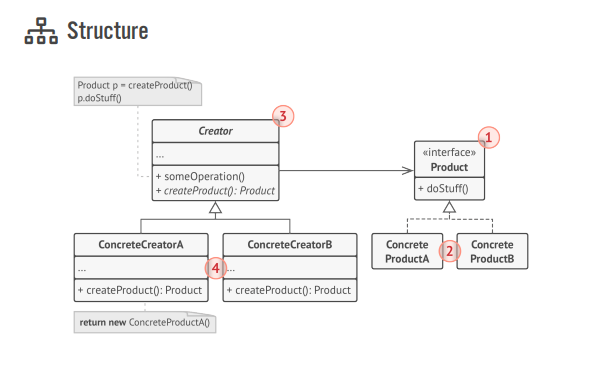 Structure
Product p = createProduct()
p.doStuff()
3
Creator
...
+ someOperation()
+ createProduct(): Product
1
«interface»
Product
+ doStuff()
ConcreteCreatorA
...
+ createProduct(): Product
4
ConcreteCreatorB
...
+ createProduct(): Product
Concrete
ProductA
2
Concrete
ProductB
return new ConcreteProductA()